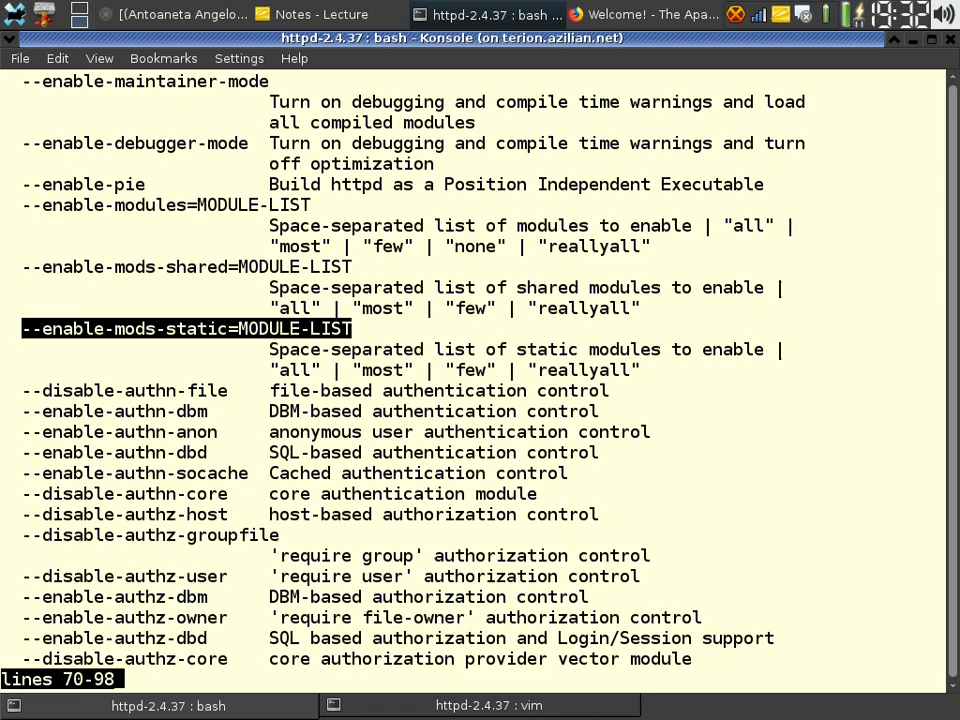 [(Antoaneta Angelo...
Notes - Lecture
httpd-2.4.37 : bash ...
Welcome! - The Apa...
19:32
httpd-2.4.37 : bash - Konsole (on terion.azilian.net)
File Edit View Bookmarks Settings Help
--enable-maintainer-mode
Turn on debugging and compile time warnings and load
all compiled modules
--enable-debugger-mode Turn on debugging and compile time warnings and turn
off optimization
--enable-pie Build httpd as a Position Independent Executable
--enable-modules=MODULE-LIST
Space-separated list of modules to enable | "all" |
"most" | "few" | "none" | "reallyall"
--enable-mods-shared=MODULE-LIST
Space-separated list of shared modules to enable |
"all" | "most" | "few" | "reallyall"
--enable-mods-static=MODULE-LIST
Space-separated list of static modules to enable |
"all" | "most" | "few" | "reallyall"
--disable-authn-file file-based authentication control
--enable-authn-dbm DBM-based authentication control
--enable-authn-anon anonymous user authentication control
--enable-authn-dbd SQL-based authentication control
--enable-authn-socache Cached authentication control
--disable-authn-core core authentication module
--disable-authz-host host-based authorization control
--disable-authz-groupfile
'require group' authorization control
--disable-authz-user 'require user' authorization control
--enable-authz-dbm DBM-based authorization control
--enable-authz-owner 'require file-owner' authorization control
--enable-authz-dbd SQL based authorization and Login/Session support
--disable-authz-core core authorization provider vector module
lines 70-98
httpd-2.4.37 : bash
httpd-2.4.37 : vim